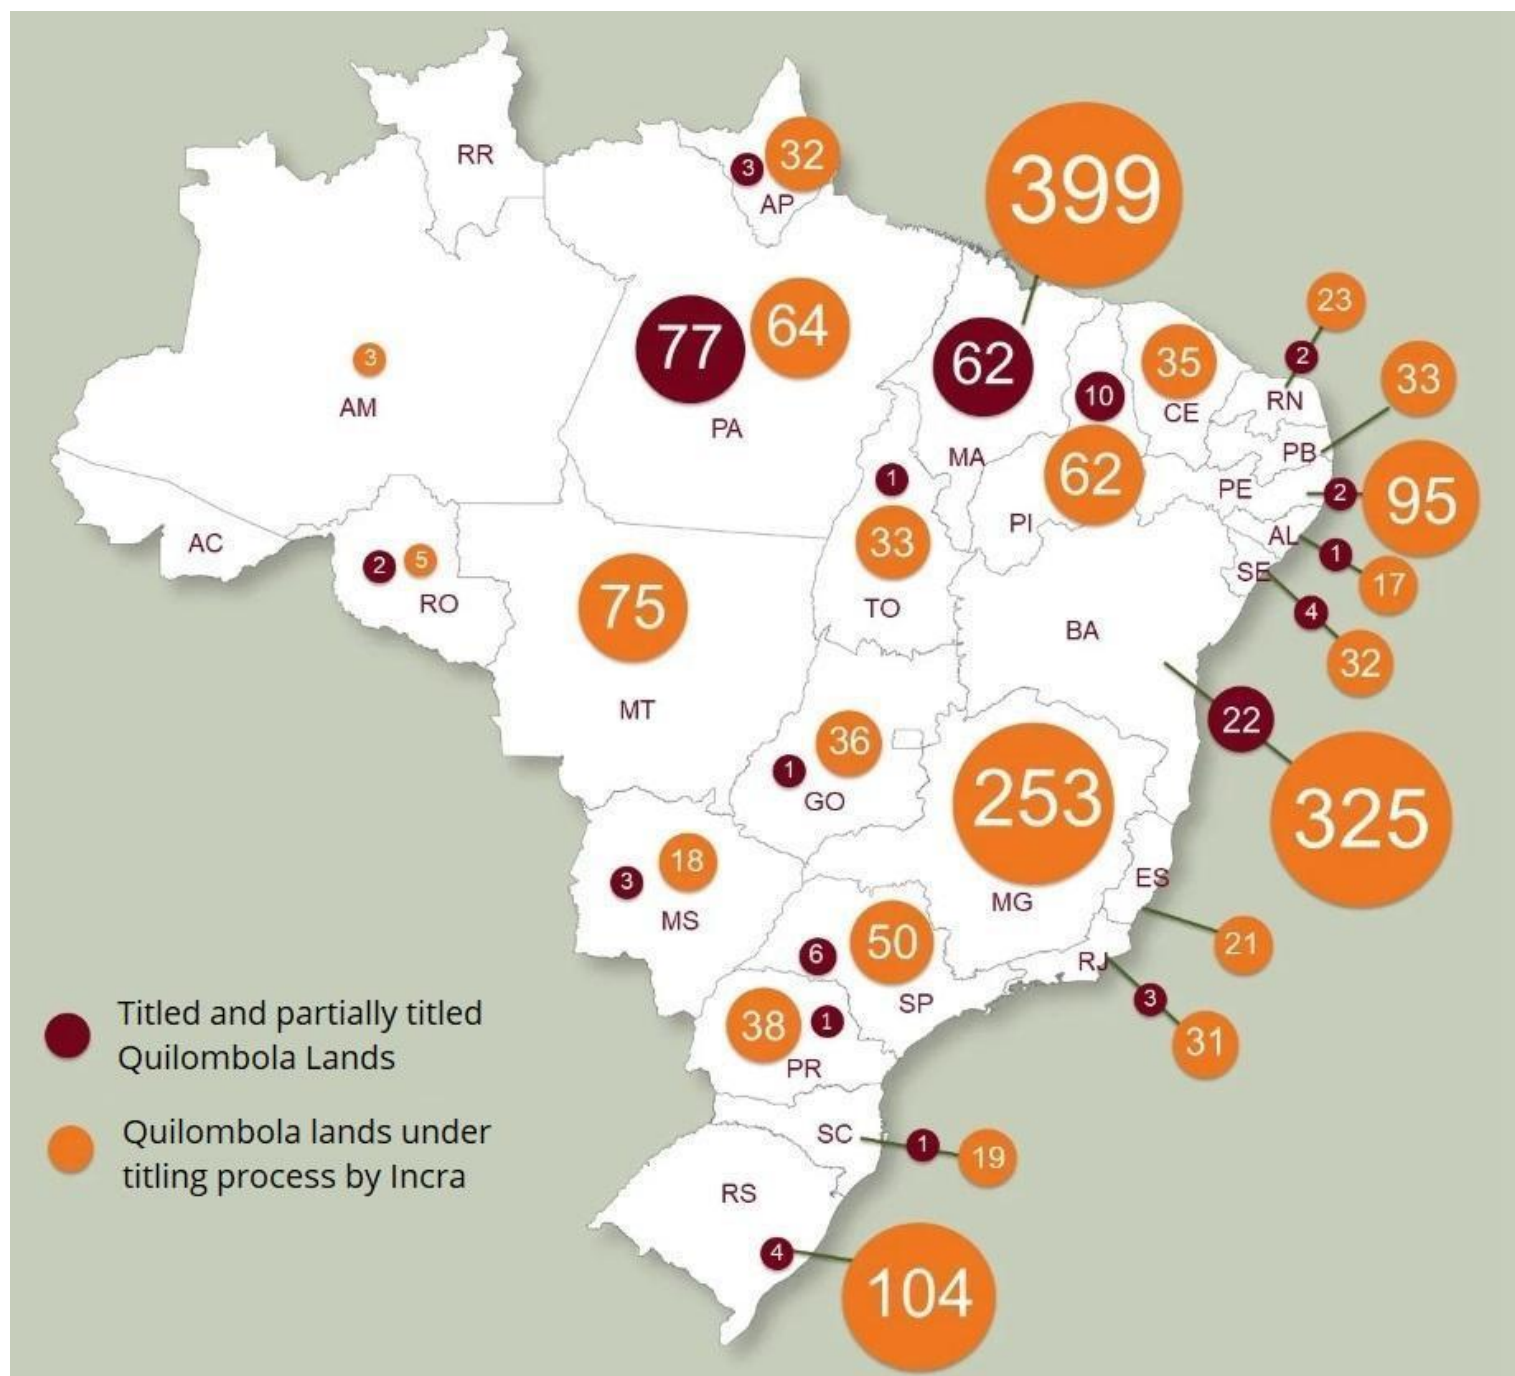 RR
3
32
AP
399
77
64
PA
62
MA
10
62
PI
35
CE
23
2
RN
33
PB
PE
2
95
AL
1
17
SE
4
32
3
AM
AC
2
5
RO
75
MT
1
33
TO
BA
22
325
36
1
GO
253
MG
ES
21
3
18
MS
6
50
SP
RJ
3
31
38
1
PR
SC
1
19
RS
4
104
Titled and partially titled
Quilombola Lands
Quilombola lands under
titling process by Incra